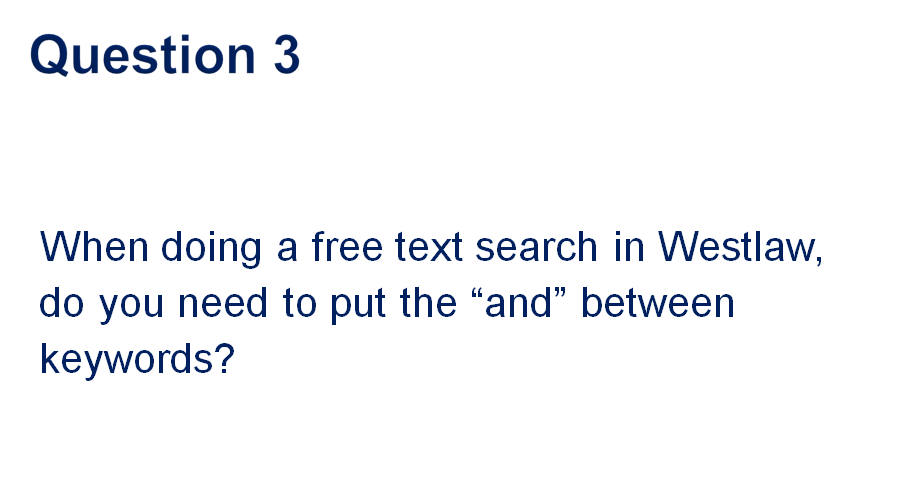 Question 3
When doing a free text search in Westlaw,
do you need to put the “and” between
keywords?